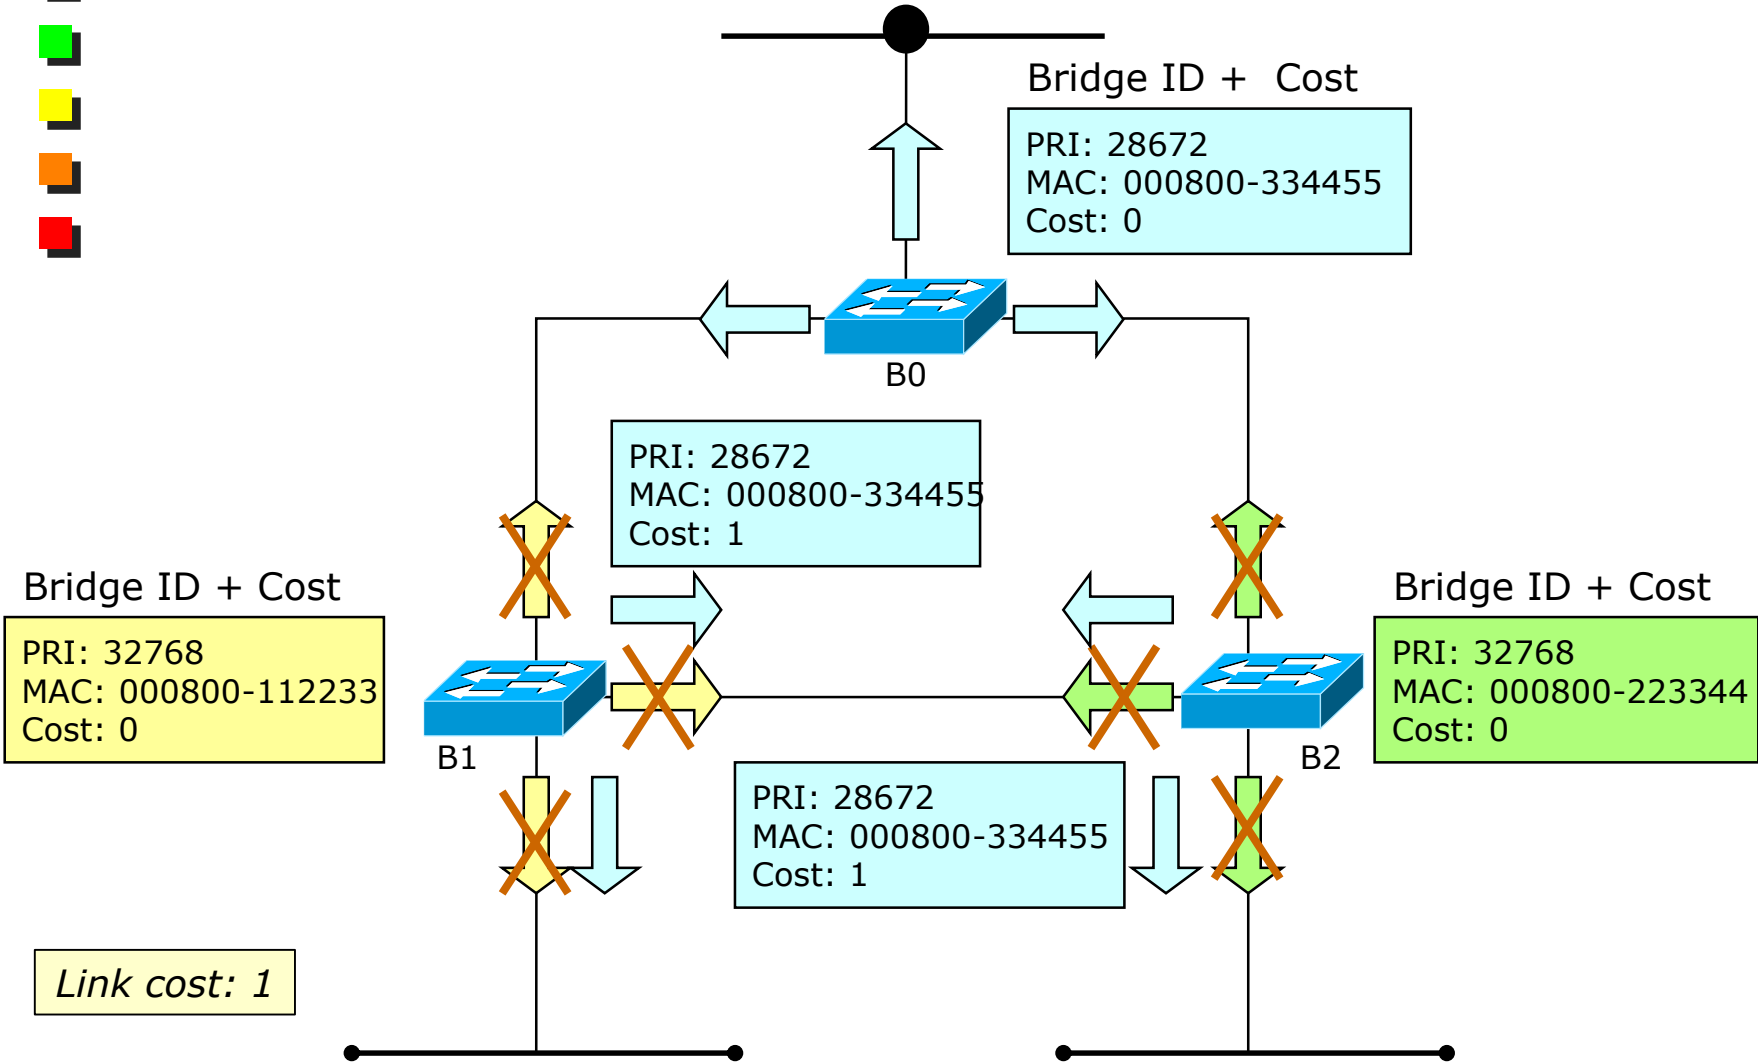 Bridge ID +  Cost
PRI: 28672
MAC: 000800-334455
Cost: 0
B0
PRI: 28672
MAC: 000800-334455
Cost: 1
Bridge ID + Cost
PRI: 32768
MAC: 000800-112233
Cost: 0
B1
Bridge ID + Cost
PRI: 32768
MAC: 000800-223344
Cost: 0
B2
PRI: 28672
MAC: 000800-334455
Cost: 1
Link cost: 1